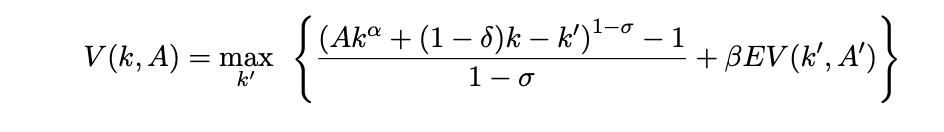 V(k, A) = max_{k′} { ((Ak^α + (1 − δ)k − k′)^{1−σ} − 1) / (1 − σ) + βEV(k′, A′) }